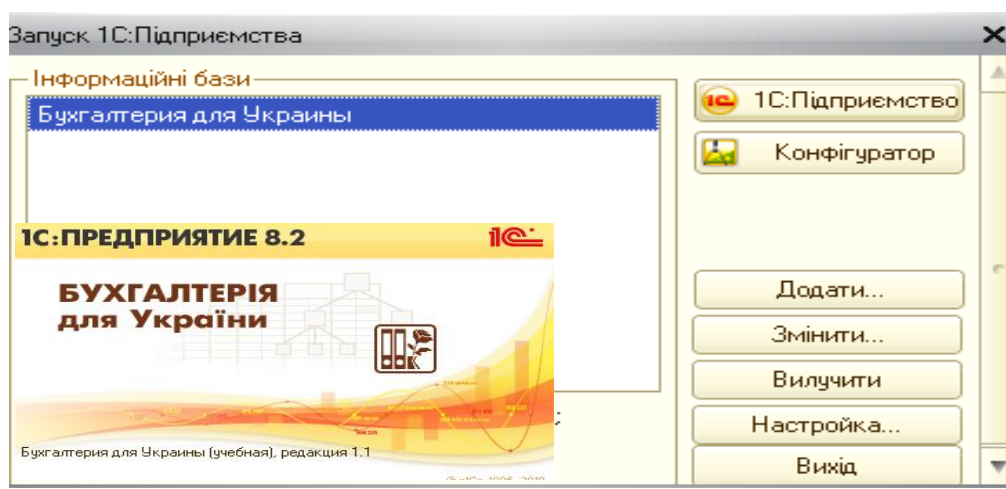 Запуск 1С:Підприємства
Інформаційні бази
Бухгалтерия для Украины
1С:Підприємство
Конфігуратор
1С:ПРЕДПРИЯТИЕ 8.2
1С
БУХГАЛТЕРІЯ
для України
Додати...
Змінити...
Вилучити
Настройка...
Вихід
Бухгалтерия для Украины (учебная), редакция 1.1